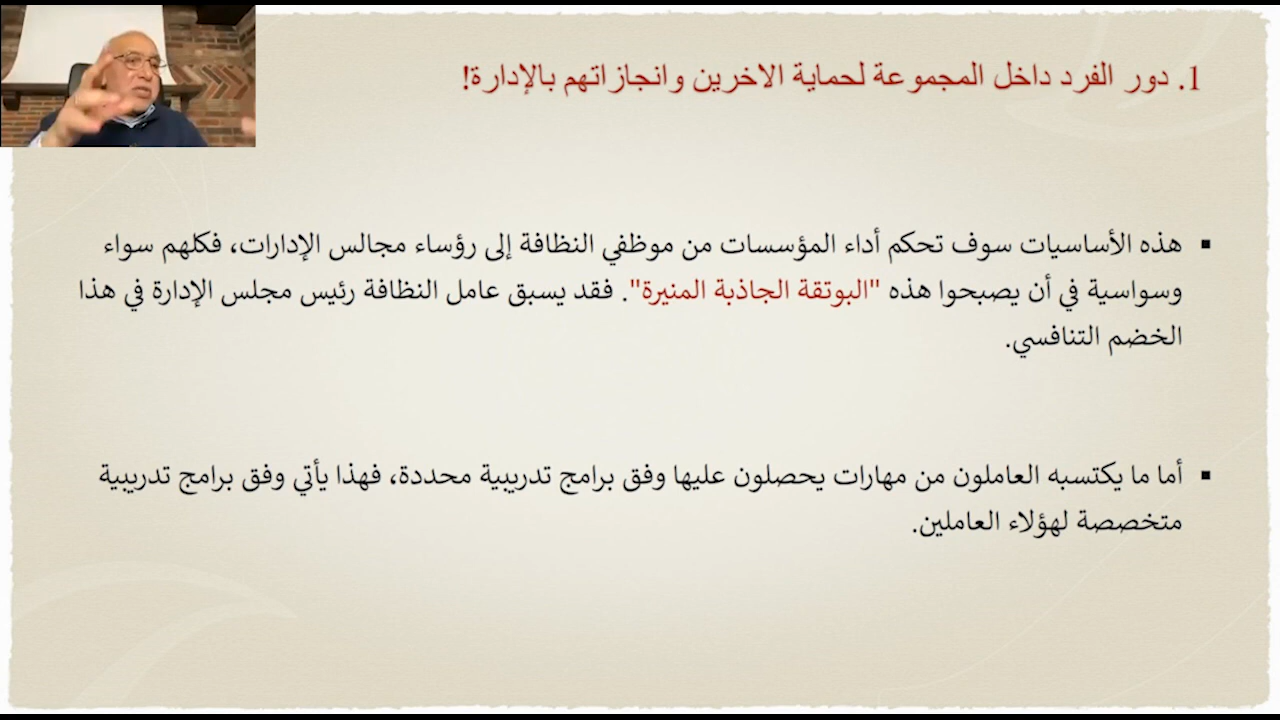 1. دور الفرد داخل المجموعة لحماية الاخرين وانجازاتهم بالإدارة!
▪ هذه الأساسيات سوف تحكم أداء المؤسسات من موظفي النظافة إلى رؤساء مجالس الإدارات، فكلهم سواء
وسواسية في أن يصبحوا هذه "البوتقة الجاذبة المنيرة". فقد يسبق عامل النظافة رئيس مجلس الإدارة في هذا
الخضم التنافسي.
▪ أما ما يكتسبه العاملون من مهارات يحصلون عليها وفق برامج تدريبية محددة، فهذا يأتي وفق برامج تدريبية
متخصصة لهؤلاء العاملين.